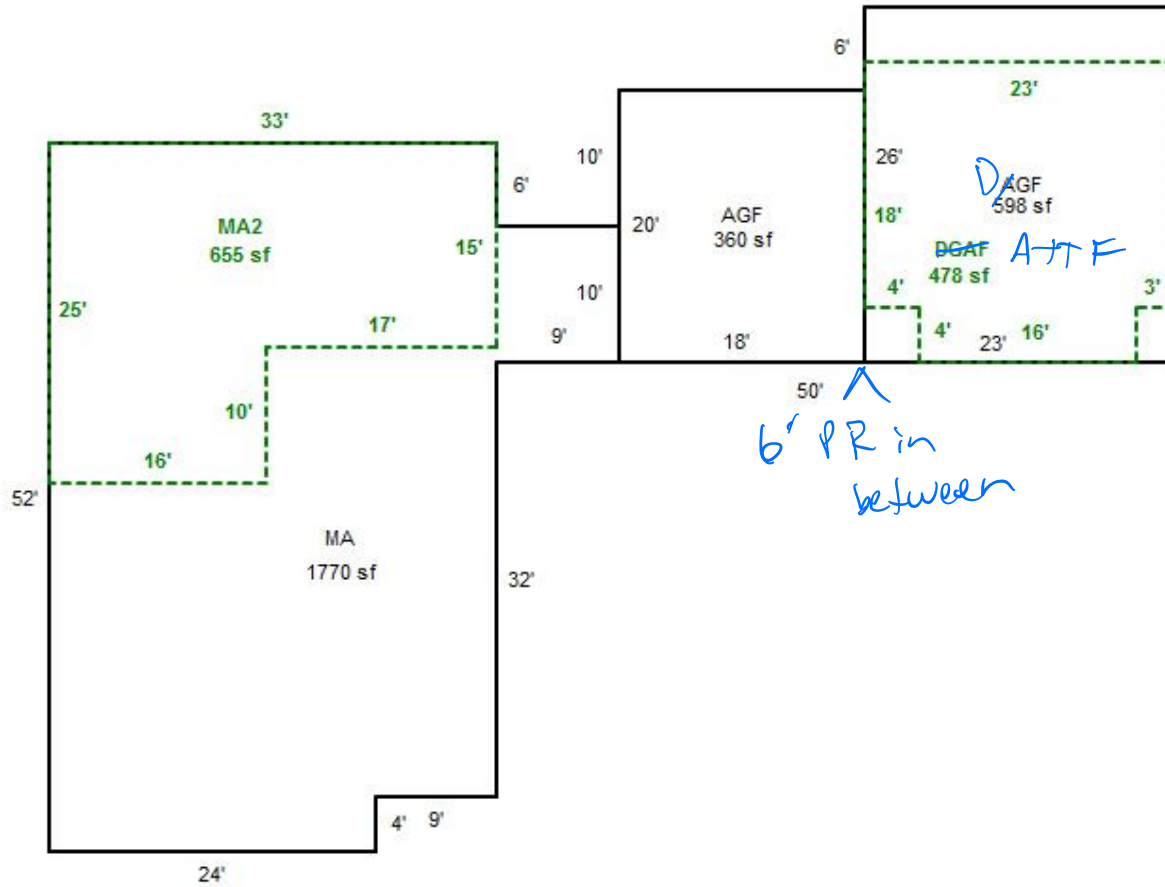 6'
23'
33'
10'
26'
6'
D
AGF
598 sf
AGF
360 sf
20'
18'
MA2
655 sf
15'
DGAF
ATTF
478 sf
4'
3'
10'
25'
17'
9'
18'
4'
23'
16'
50'
10'
6' PR in
between
16'
52'
MA
1770 sf
32'
4'
9'
24'